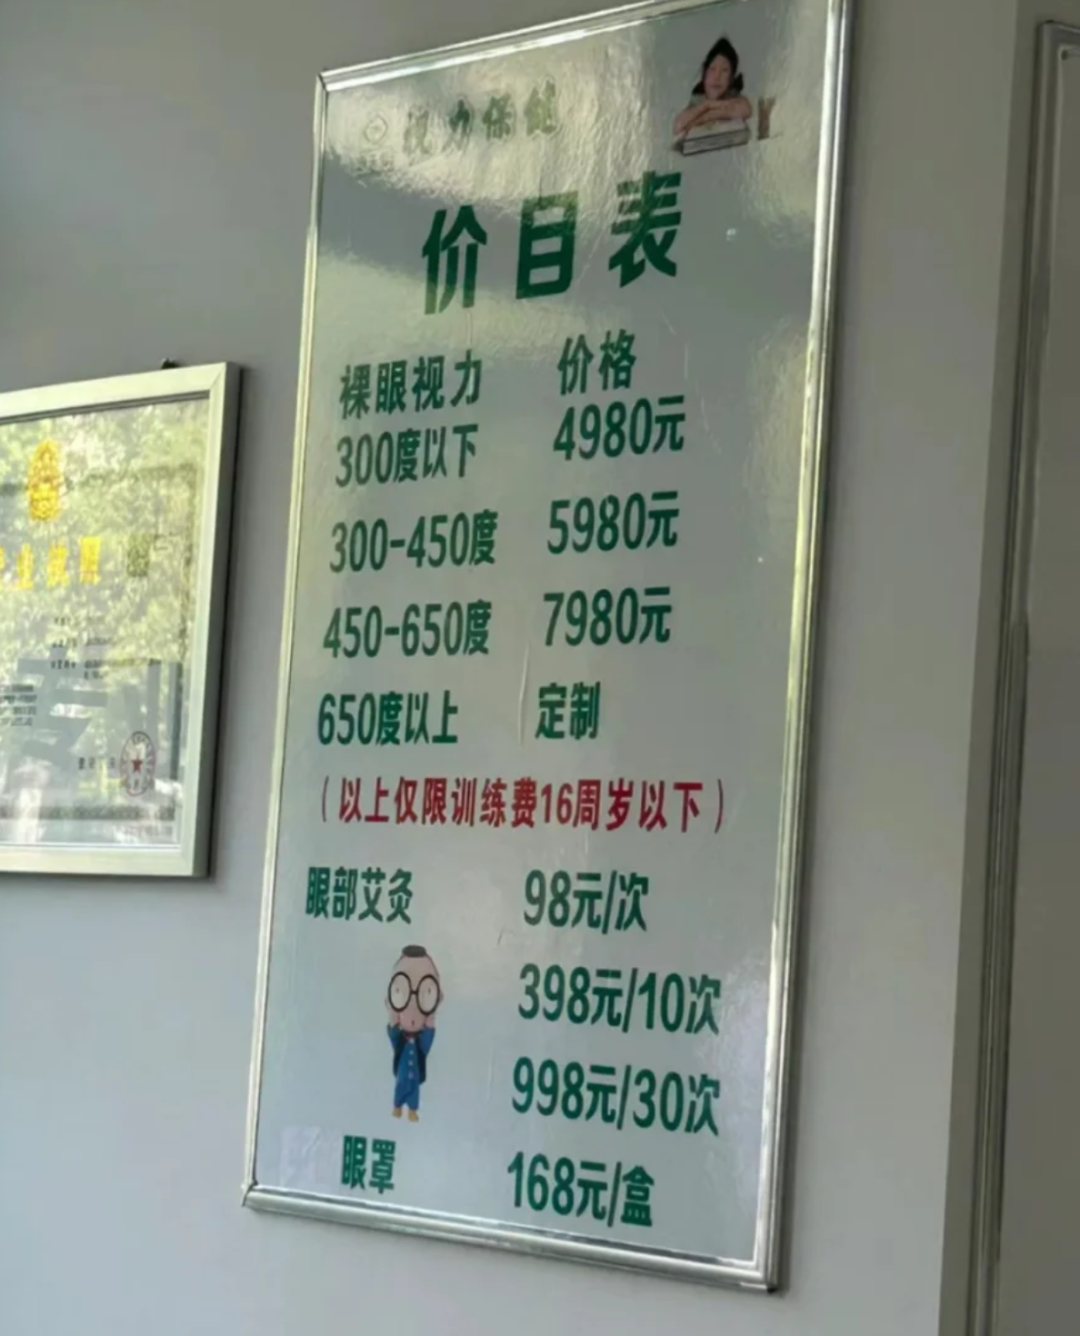 视力保健
价目表
裸眼视力 价格
300度以下 4980元
300-450度 5980元
450-650度 7980元
650度以上 定制
（以上仅限训练费16周岁以下）
眼部艾灸 98元/次
398元/10次
998元/30次
眼罩 168元/盒